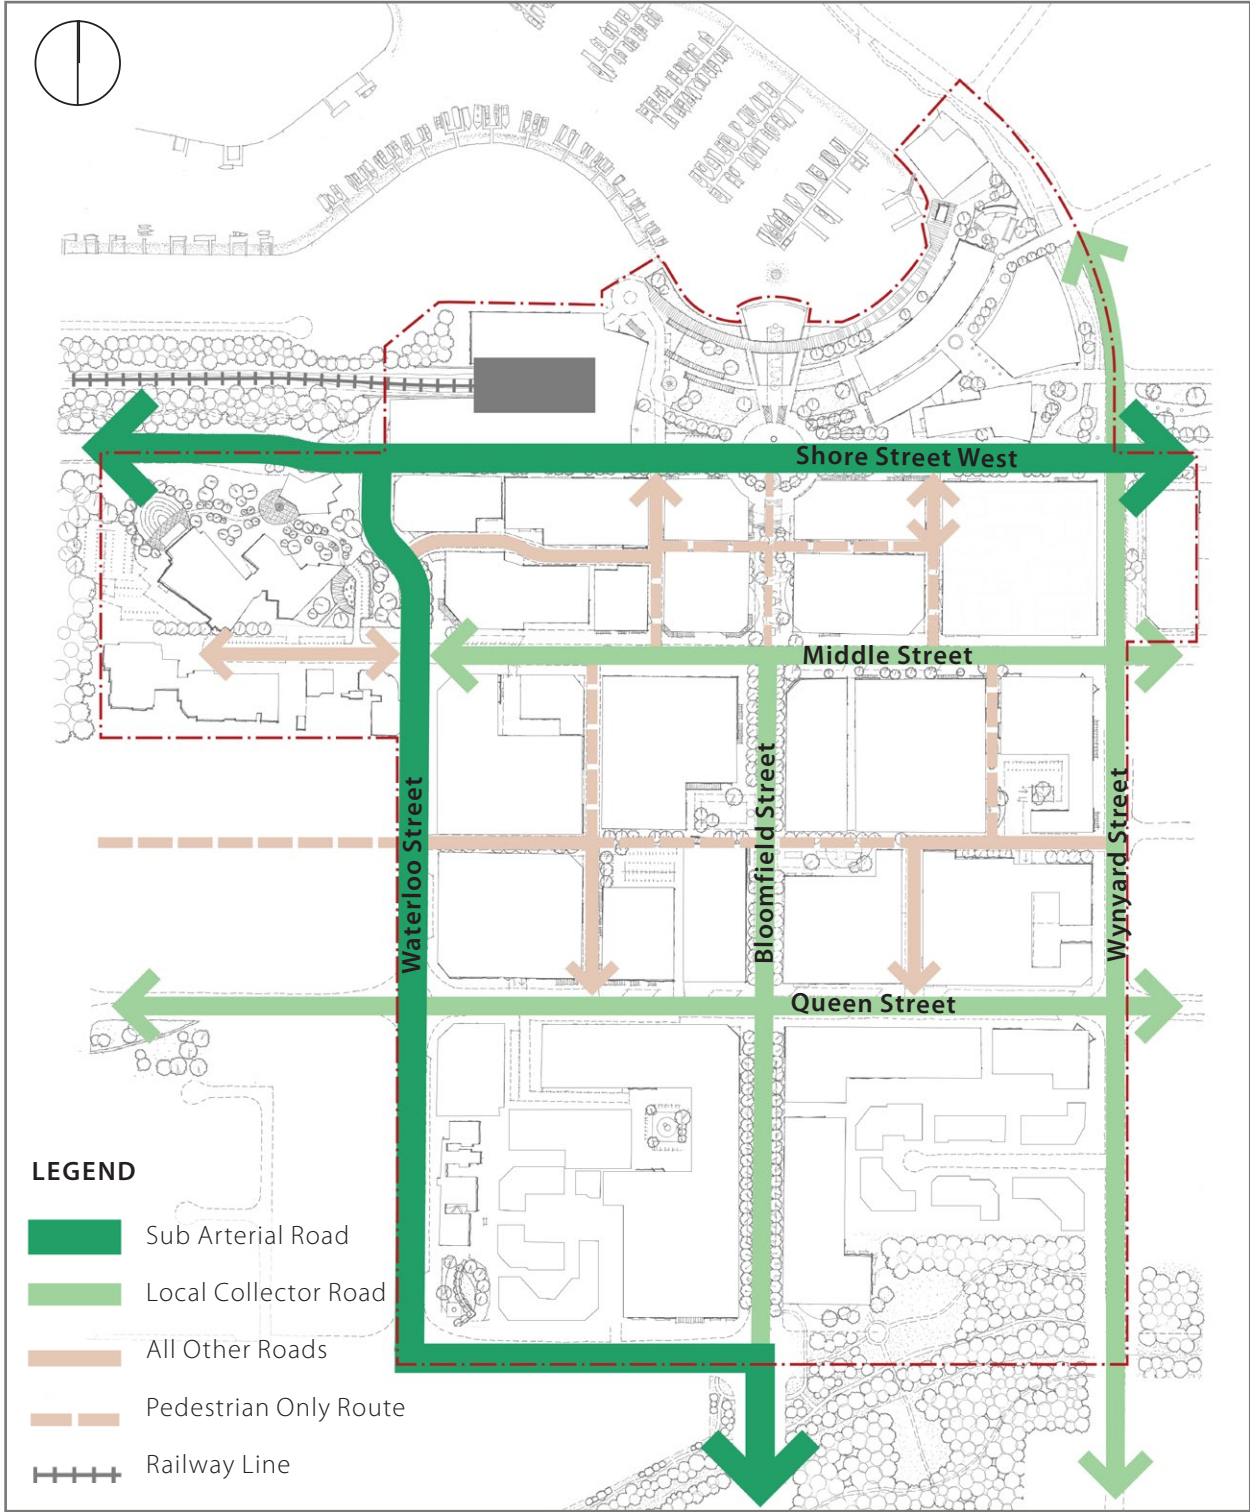 Shore Street West
Middle Street
Waterloo Street
Bloomfield Street
Wynyard Street
Queen Street
LEGEND
Sub Arterial Road
Local Collector Road
All Other Roads
Pedestrian Only Route
Railway Line